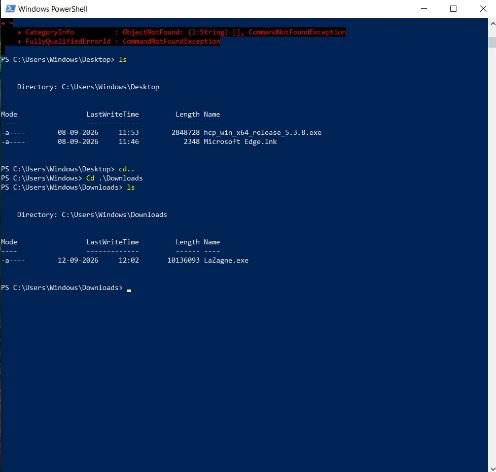 Windows PowerShell
+ ~
    + CategoryInfo          : ObjectNotFound: (l:String) [], CommandNotFoundException
    + FullyQualifiedErrorId : CommandNotFoundException

PS C:\Users\Windows\Desktop> ls

    Directory: C:\Users\Windows\Desktop

Mode                LastWriteTime         Length Name
----                -------------         ------ ----
-a----        08-09-2026     11:53        2848728 hcp_win_x64_release_5.3.8.exe
-a----        08-09-2026     11:46           2348 Microsoft Edge.lnk

PS C:\Users\Windows\Desktop> cd..
PS C:\Users\Windows> Cd .\Downloads
PS C:\Users\Windows\Downloads> ls

    Directory: C:\Users\Windows\Downloads

Mode                LastWriteTime         Length Name
----                -------------         ------ ----
-a----        12-09-2026     12:02       10136093 LaZagne.exe

PS C:\Users\Windows\Downloads> _